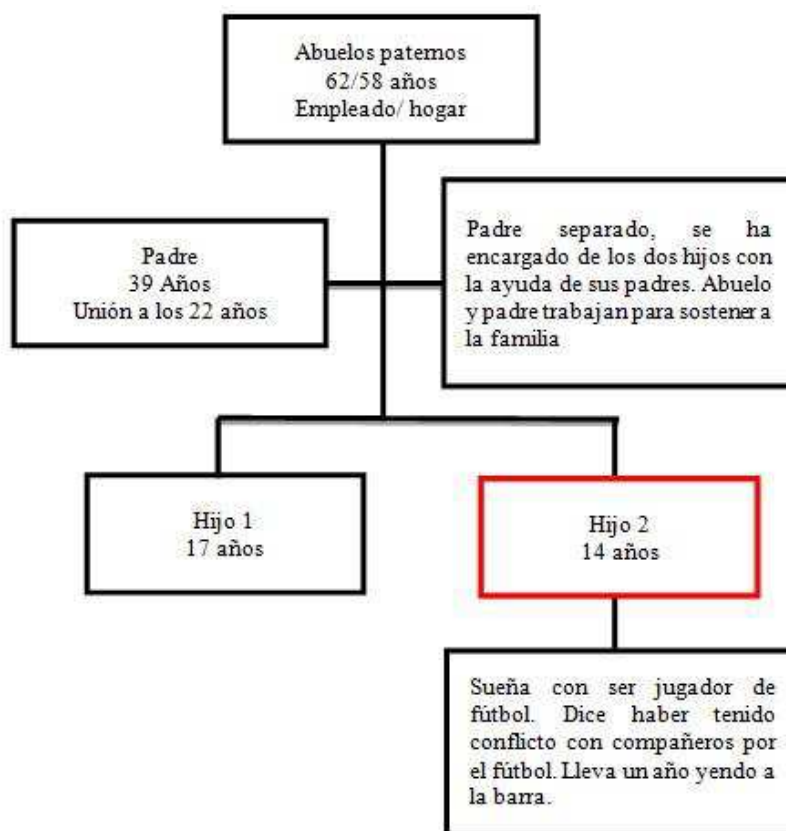 Abuelos paternos
62/58 años
Empleado/ hogar
Padre
39 Años
Unión a los 22 años
Padre separado, se ha
encargado de los dos hijos con
la ayuda de sus padres. Abuelo
y padre trabajan para sostener a
la familia
Hijo 1
17 años
Hijo 2
14 años
Sueña con ser jugador de
fútbol. Dice haber tenido
conflicto con compañeros por
el fútbol. Lleva un año yendo a
la barra.